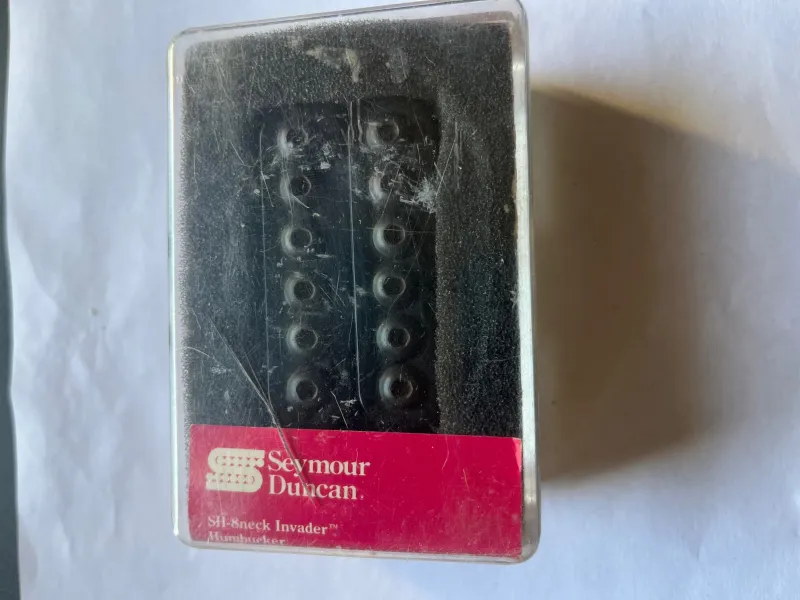 Seymour
Duncan.
SH-8neck Invader™
Humbucker